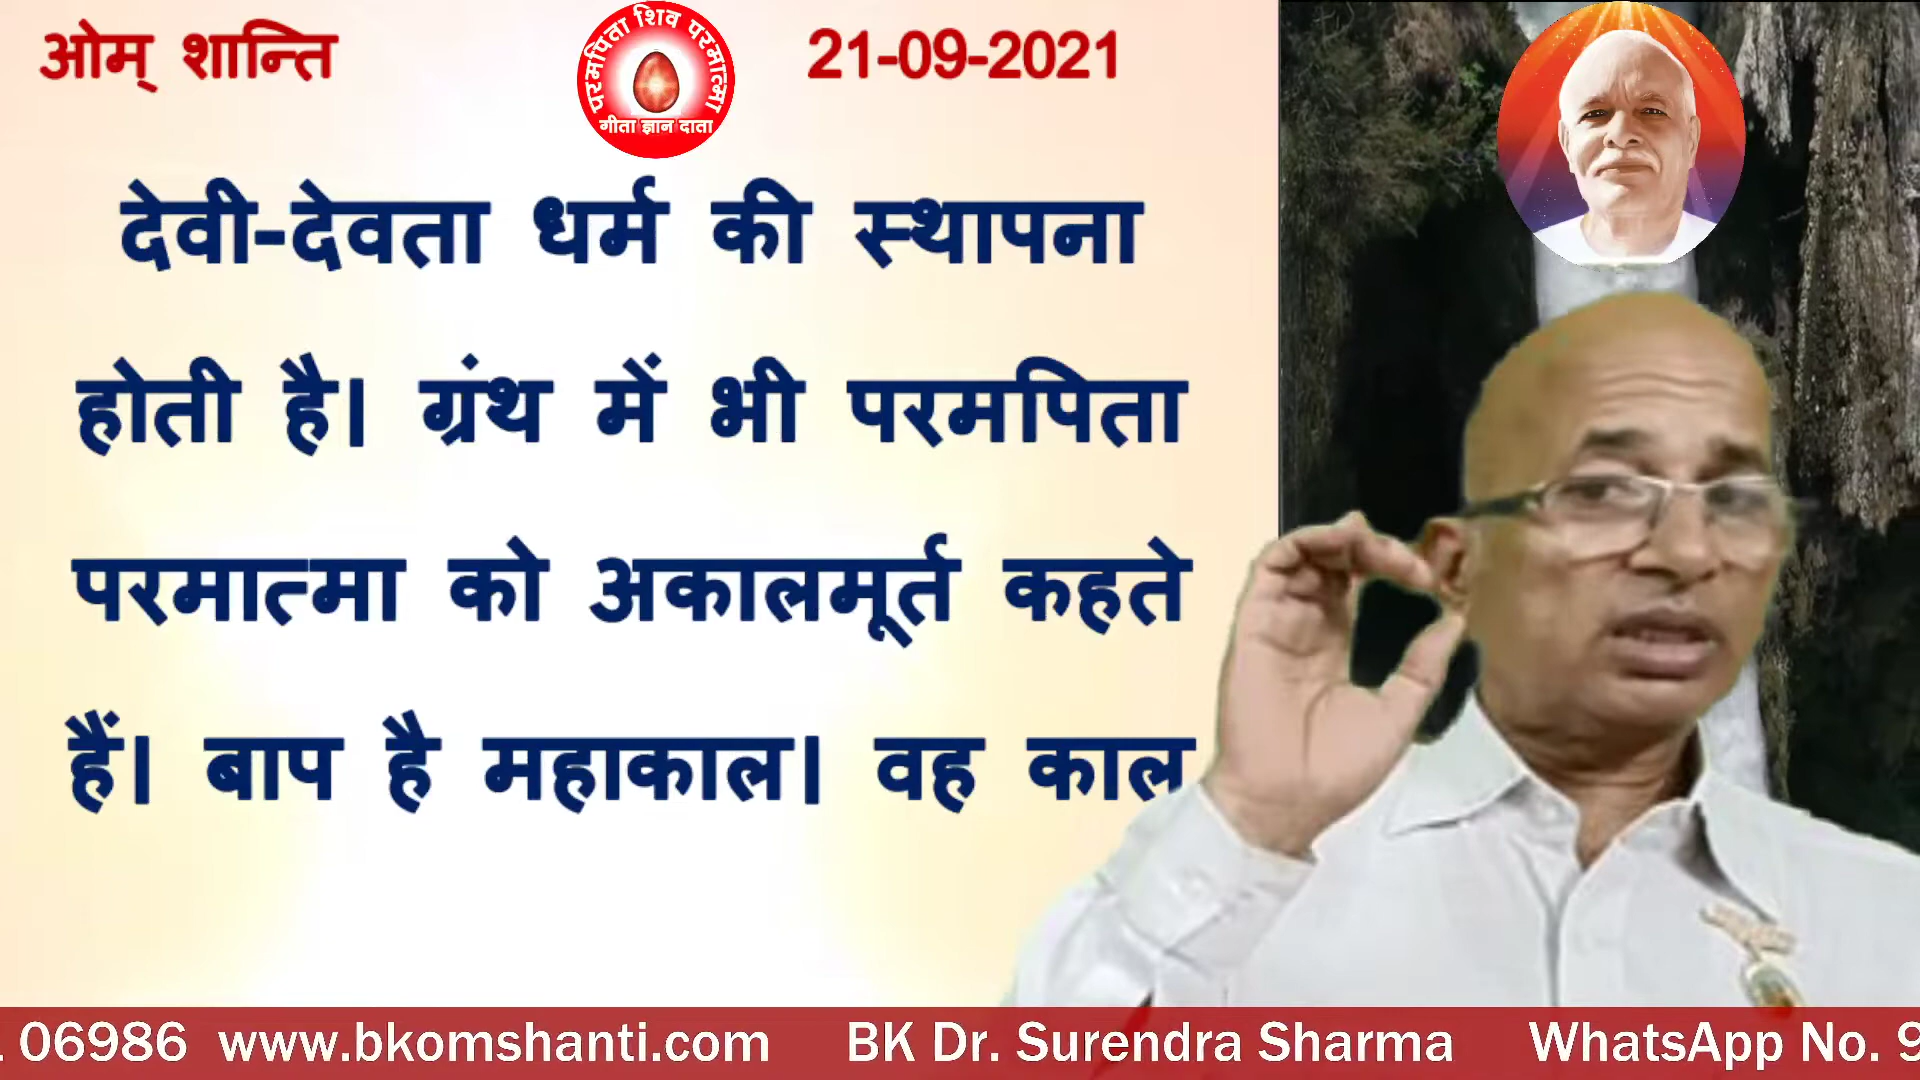 ओम् शान्ति
परमपिता शिव परमात्मा
गीता ज्ञान दाता
21-09-2021
देवी-देवता धर्म की स्थापना
होती है। ग्रंथ में भी परमपिता
परमात्मा को अकालमूर्त कहते
हैं। बाप है महाकाल। वह काल
06986 www.bkomshanti.com BK Dr. Surendra Sharma WhatsApp No. 9